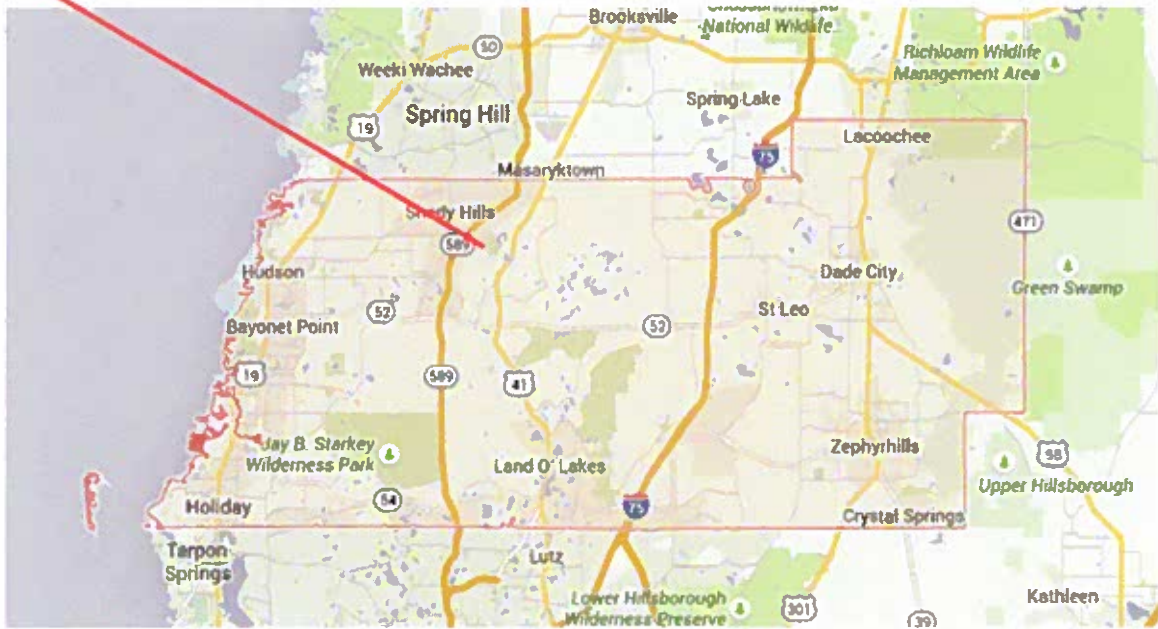 Brooksville
National Wildlife
50
Richloam Wildlife
Management Area
Weeki Wachee
Spring Lake
Spring Hill
19
Lacoochee
75
Masaryktown
Hills
471
589
Hudson
Dade City
Green Swamp
52
St Leo
Bayonet Point
52
19
589
41
Jay B. Starkey
Wilderness Park
Zephyrhills
98
Land O' Lakes
Upper Hillsborough
54
Holiday
75
Crystal Springs
Tarpon
Springs
Lutz
Lower Hillsborough
Wilderness Preserve
301
39
Kathleen